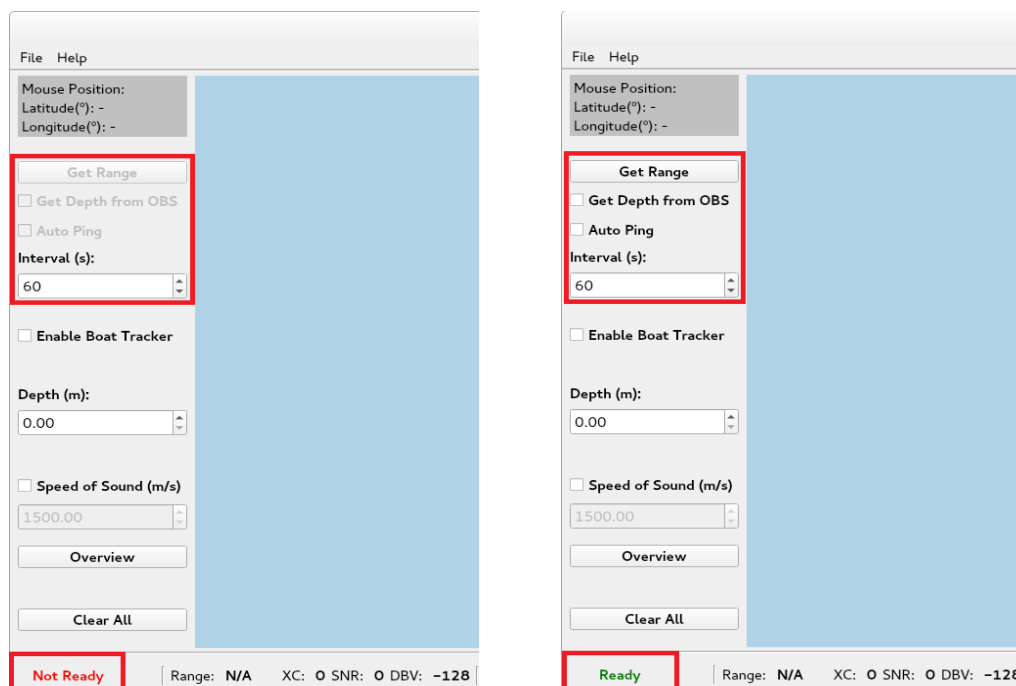 File Help
Mouse Position:
Latitude(°): -
Longitude(°): -
Get Range
Get Depth from OBS
Auto Ping
Interval (s):
60
Enable Boat Tracker
Depth (m):
0.00
Speed of Sound (m/s)
1500.00
Overview
Clear All
Not Ready
Range: N/A XC: 0 SNR: 0 DBV: -128
File Help
Mouse Position:
Latitude(°): -
Longitude(°): -
Get Range
Get Depth from OBS
Auto Ping
Interval (s):
60
Enable Boat Tracker
Depth (m):
0.00
Speed of Sound (m/s)
1500.00
Overview
Clear All
Ready
Range: N/A XC: 0 SNR: 0 DBV: -128